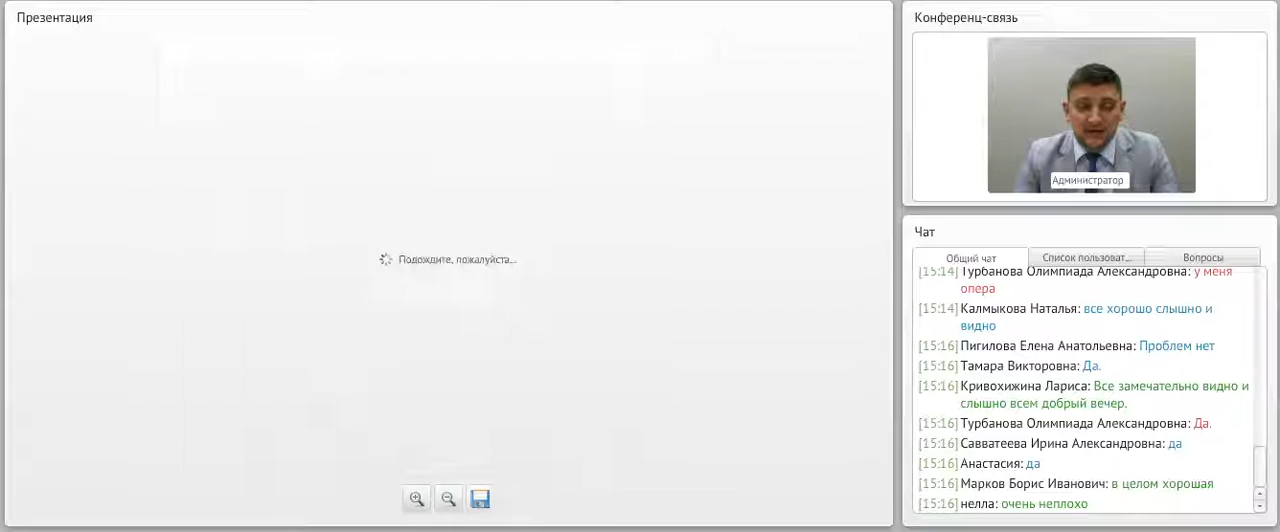 Презентация
Подождите, пожалуйста...
Конференц-связь
Администратор
Чат
Общий чат
Список пользоват...
Вопросы
[15:14] Турбанова Олимпиада Александровна: у меня
опера
[15:14] Калмыкова Наталья: все хорошо слышно и
видно
[15:16] Пигилова Елена Анатольевна: Проблем нет
[15:16] Тамара Викторовна: Да.
[15:16] Кривохижина Лариса: Все замечательно видно и
слышно всем добрый вечер.
[15:16] Турбанова Олимпиада Александровна: Да.
[15:16] Савватеева Ирина Александровна: да
[15:16] Анастасия: да
[15:16] Марков Борис Иванович: в целом хорошая
[15:16] нелла: очень неплохо